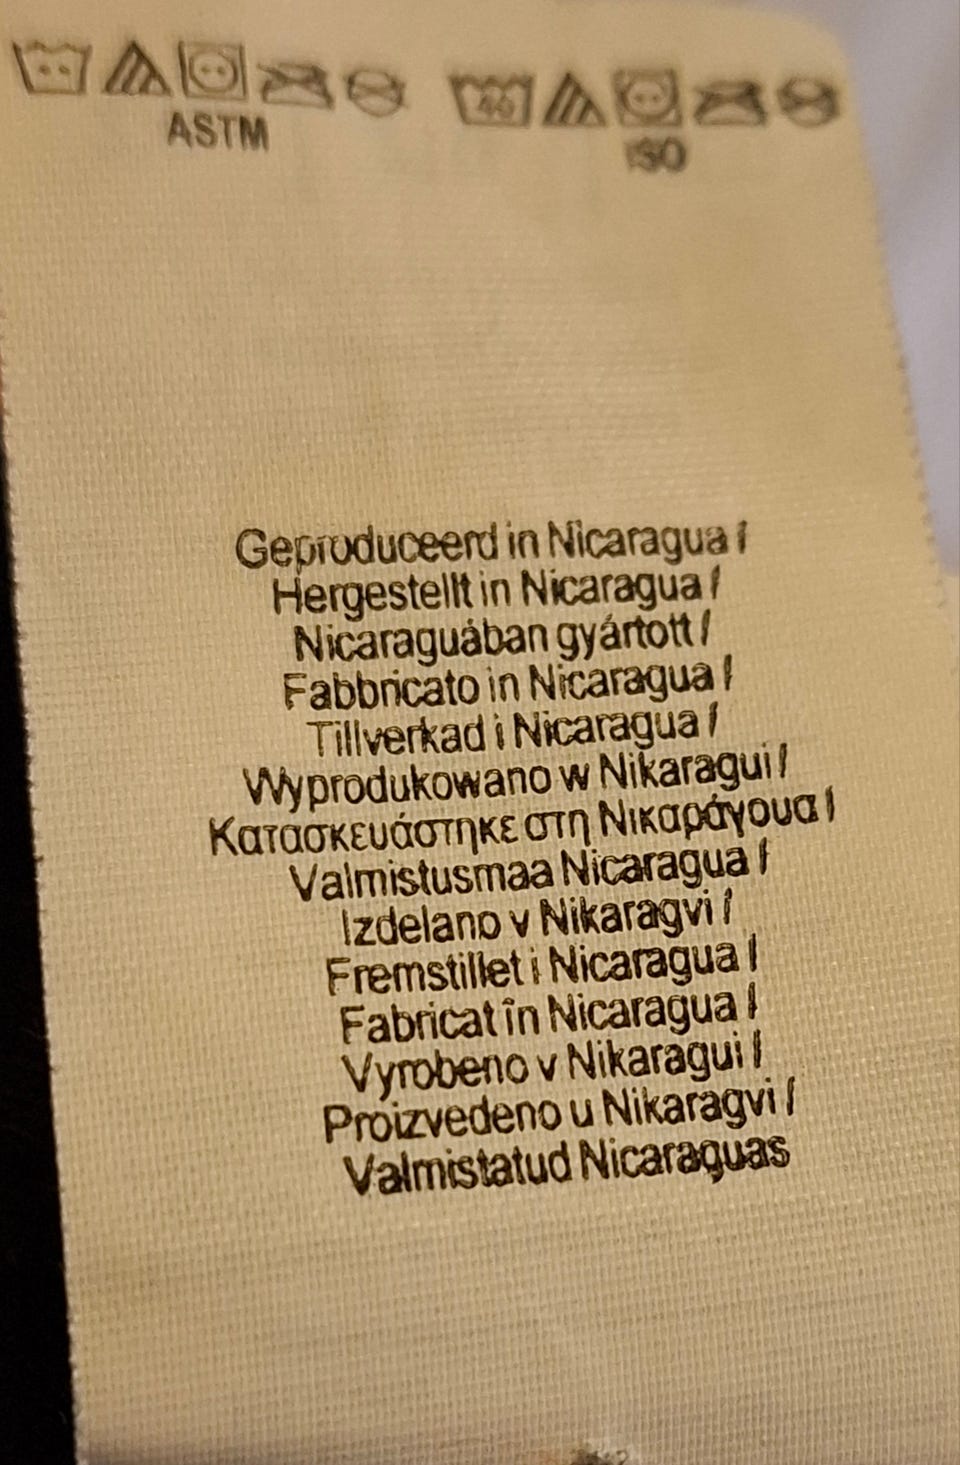 ASTM
40
ISO
Geproduceerd in Nicaragua /
Hergestellt in Nicaragua /
Nicaraguában gyártott /
Fabbricato in Nicaragua /
Tillverkad i Nicaragua /
Wyprodukowano w Nikaragui /
Κατασκευάστηκε στη Νικαράγουα /
Valmistusmaa Nicaragua /
Izdelano v Nikaragvi /
Fremstillet i Nicaragua /
Fabricat în Nicaragua /
Vyrobeno v Nikaragui /
Proizvedeno u Nikaragvi /
Valmistatud Nicaraguas